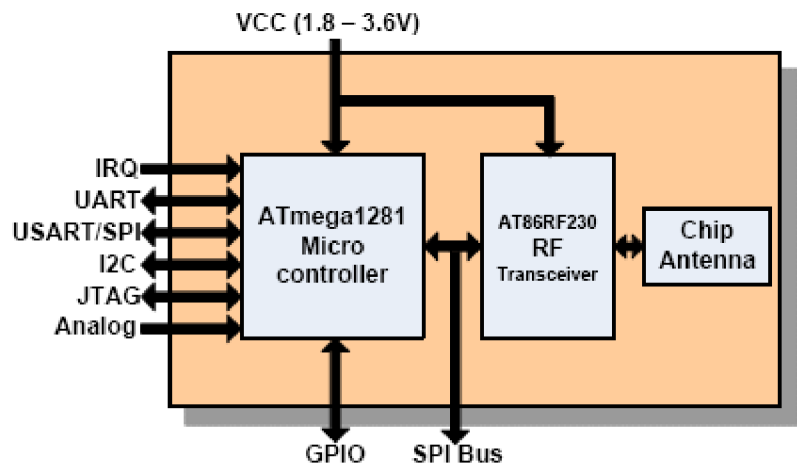 VCC (1.8 – 3.6V)
IRQ
UART
USART/SPI
I2C
JTAG
Analog
ATmega1281
Micro
controller
AT86RF230
RF
Transceiver
Chip
Antenna
GPIO
SPI Bus